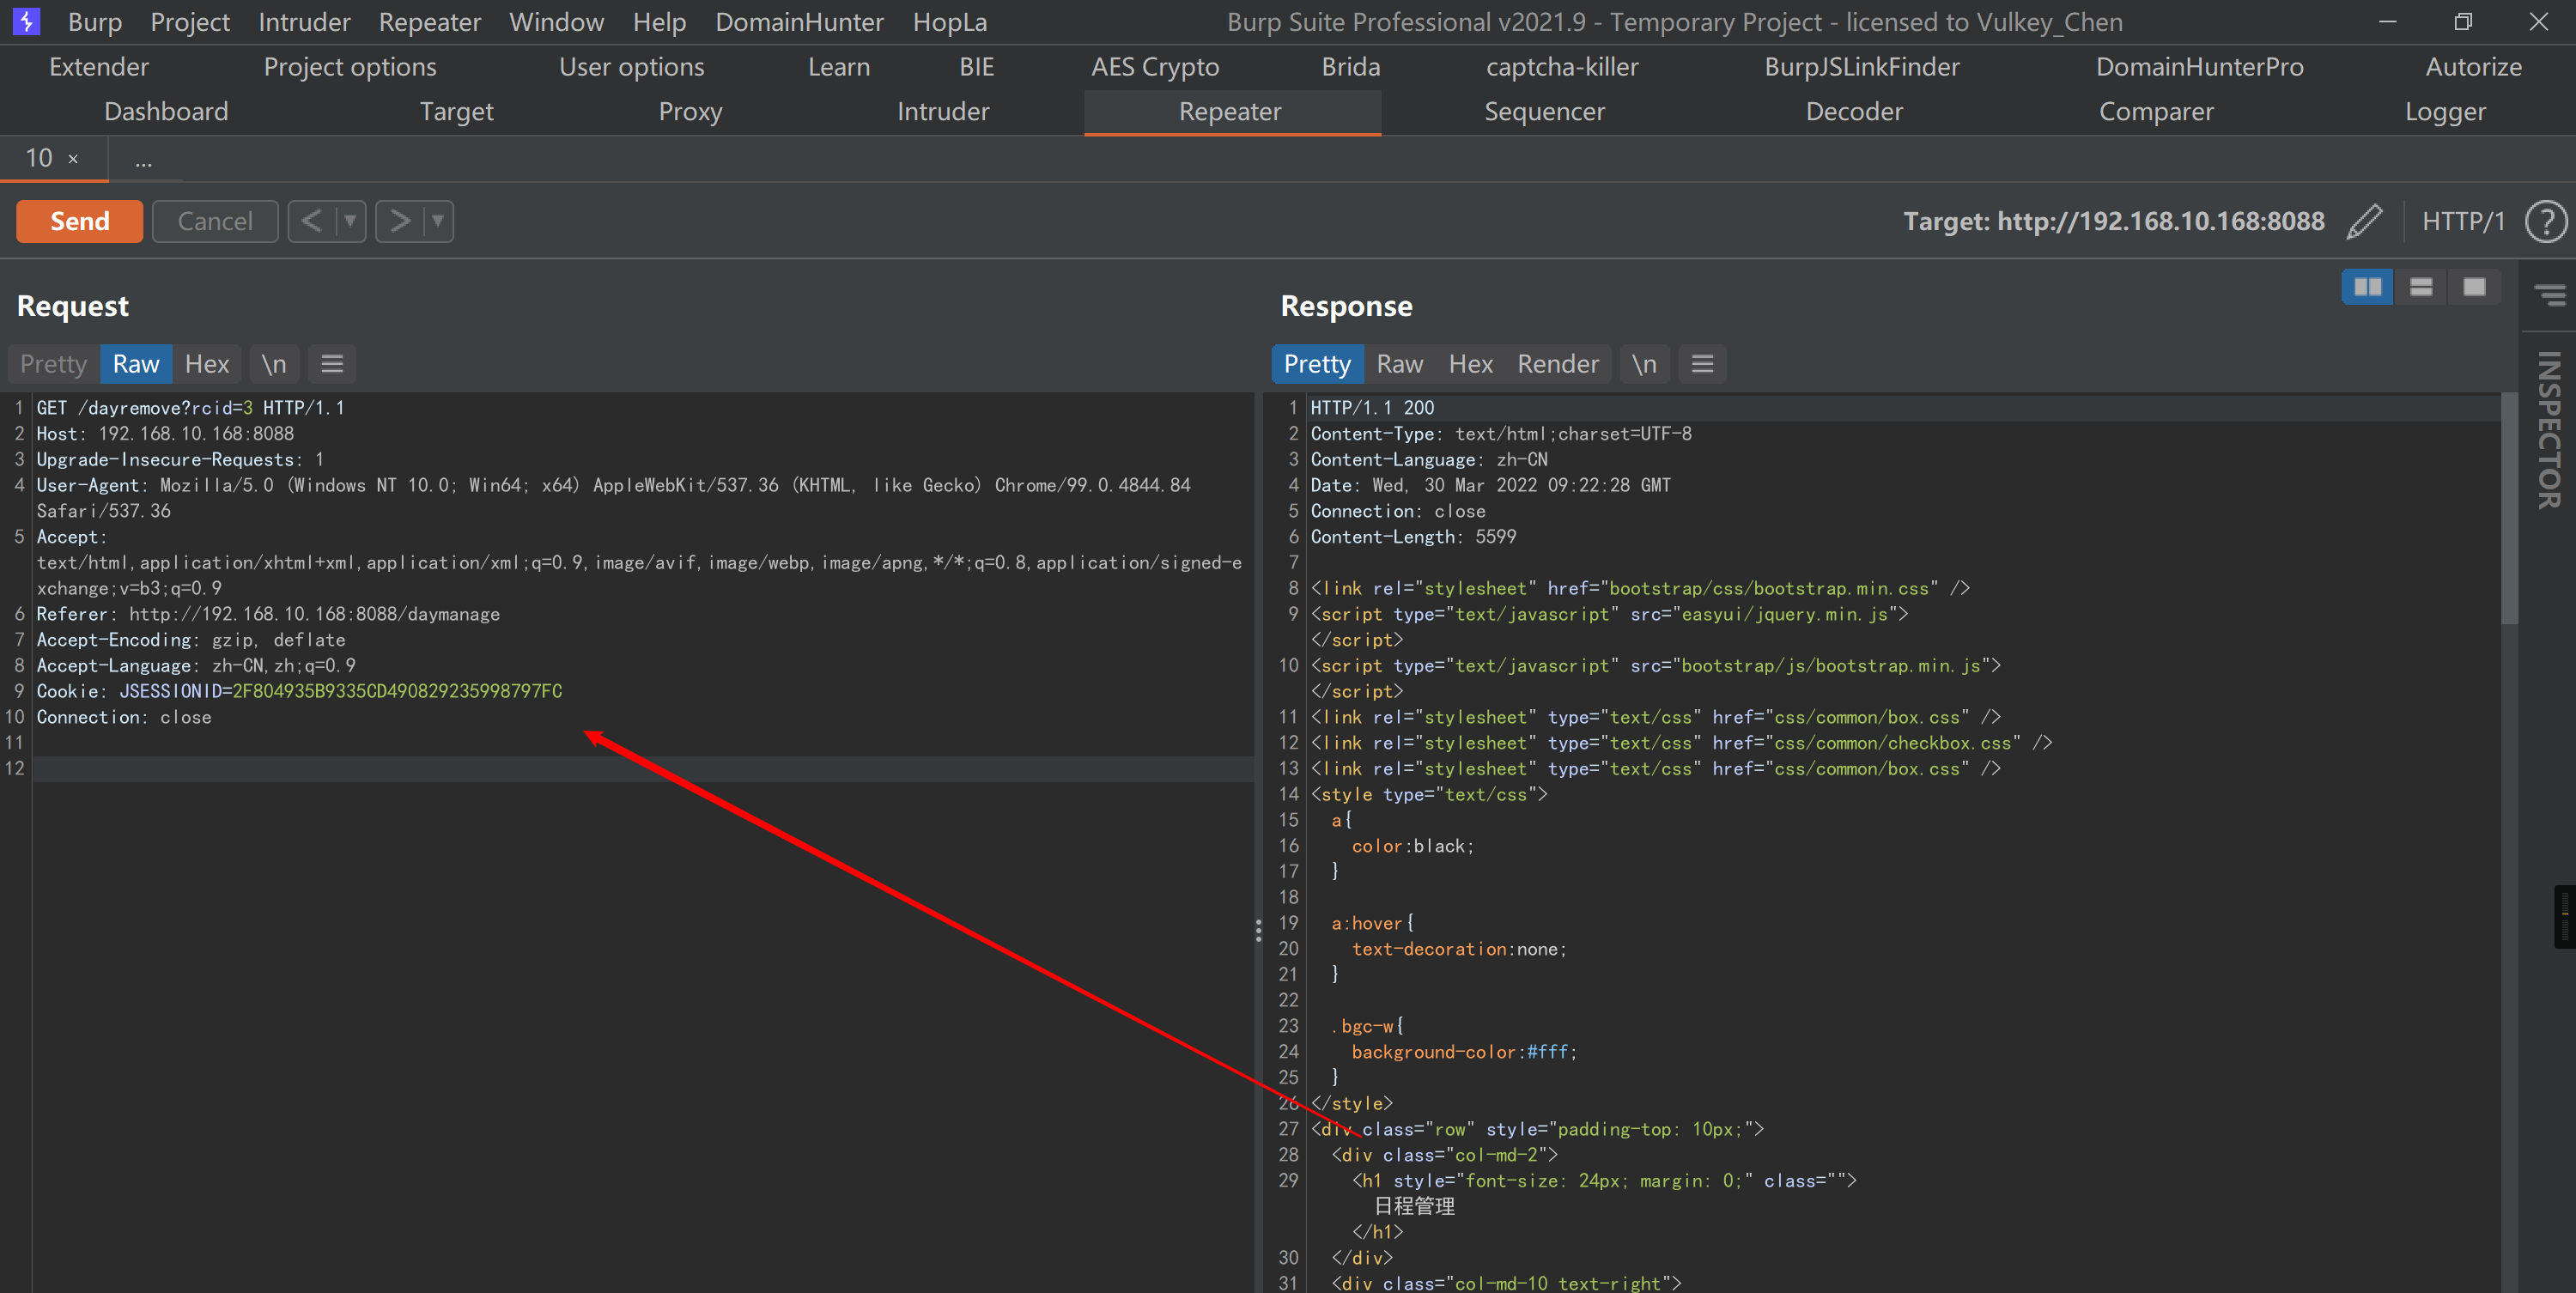 Burp Project Intruder Repeater Window Help DomainHunter HopLa Burp Suite Professional v2021.9 - Temporary Project - licensed to Vulkey_Chen
Extender Project options User options Learn BIE AES Crypto Brida captcha-killer BurpJSLinkFinder DomainHunterPro Autorize
Dashboard Target Proxy Intruder Repeater Sequencer Decoder Comparer Logger
10 × ...
Send Cancel < > Target: http://192.168.10.168:8088 HTTP/1 ?
Request
Pretty Raw Hex \n
1 GET /dayremove?rcid=3 HTTP/1.1
2 Host: 192.168.10.168:8088
3 Upgrade-Insecure-Requests: 1
4 User-Agent: Mozilla/5.0 (Windows NT 10.0; Win64; x64) AppleWebKit/537.36 (KHTML, like Gecko) Chrome/99.0.4844.84
Safari/537.36
5 Accept:
text/html,application/xhtml+xml,application/xml;q=0.9,image/avif,image/webp,image/apng,*/*;q=0.8,application/signed-e
xchange;v=b3;q=0.9
6 Referer: http://192.168.10.168:8088/daymanage
7 Accept-Encoding: gzip, deflate
8 Accept-Language: zh-CN,zh;q=0.9
9 Cookie: JSESSIONID=2F804935B9335CD490829235998797FC
10 Connection: close
11
12
Response
Pretty Raw Hex Render \n
1 HTTP/1.1 200
2 Content-Type: text/html;charset=UTF-8
3 Content-Language: zh-CN
4 Date: Wed, 30 Mar 2022 09:22:28 GMT
5 Connection: close
6 Content-Length: 5599
7
8 <link rel="stylesheet" href="bootstrap/css/bootstrap.min.css" />
9 <script type="text/javascript" src="easyui/jquery.min.js">
</script>
10 <script type="text/javascript" src="bootstrap/js/bootstrap.min.js">
</script>
11 <link rel="stylesheet" type="text/css" href="css/common/box.css" />
12 <link rel="stylesheet" type="text/css" href="css/common/checkbox.css" />
13 <link rel="stylesheet" type="text/css" href="css/common/box.css" />
14 <style type="text/css">
15 a{
16 color:black;
17 }
18
19 a:hover{
20 text-decoration:none;
21 }
22
23 .bgc-w{
24 background-color:#fff;
25 }
26 </style>
27 <div class="row" style="padding-top: 10px;">
28 <div class="col-md-2">
29 <h1 style="font-size: 24px; margin: 0;" class="">
日程管理
</h1>
30 </div>
31 <div class="col-md-10 text-right">
INSPECTOR